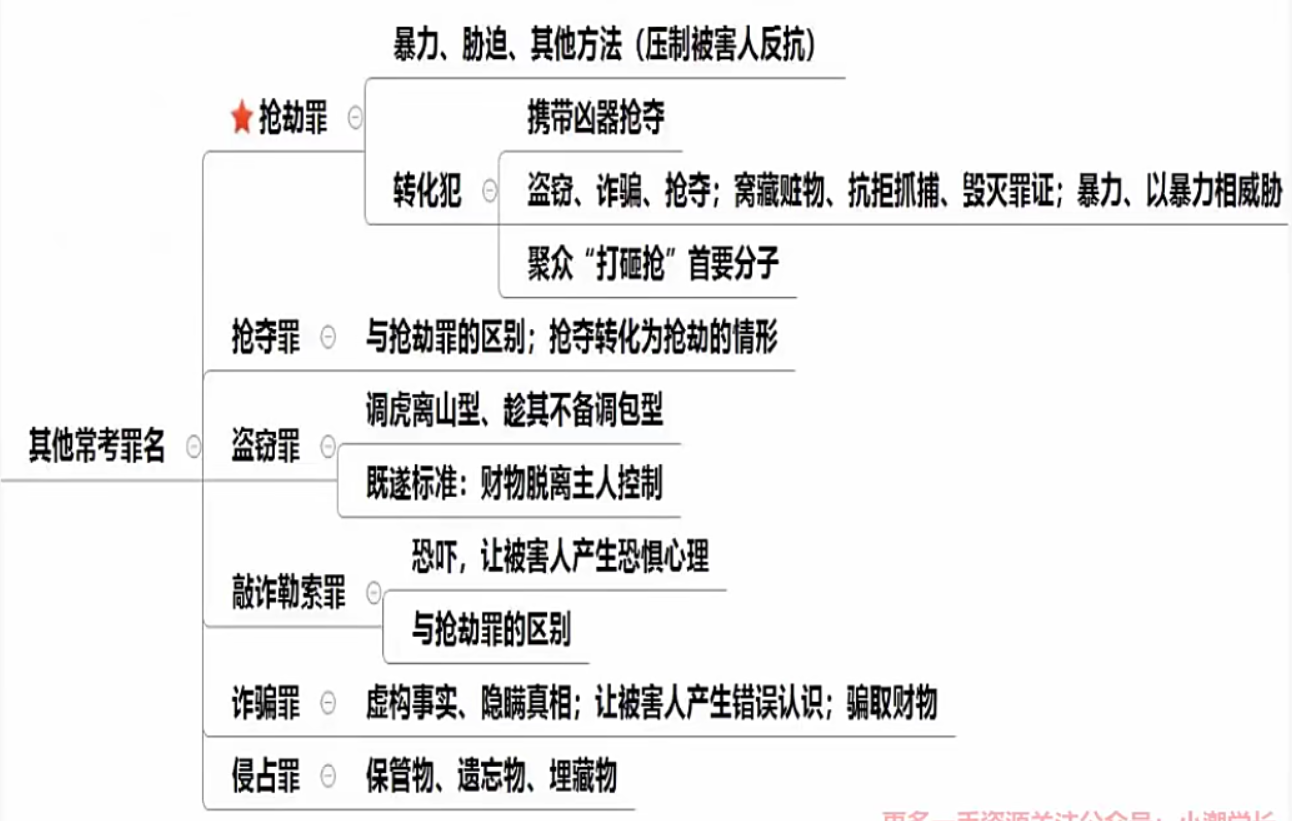 暴力、胁迫、其他方法（压制被害人反抗）
★抢劫罪
携带凶器抢夺
转化犯
盗窃、诈骗、抢夺；窝藏赃物、抗拒抓捕、毁灭罪证；暴力、以暴力相威胁
聚众“打砸抢”首要分子
抢夺罪
与抢劫罪的区别；抢夺转化为抢劫的情形
调虎离山型、趁其不备调包型
其他常考罪名
盗窃罪
既遂标准：财物脱离主人控制
恐吓，让被害人产生恐惧心理
敲诈勒索罪
与抢劫罪的区别
诈骗罪
虚构事实、隐瞒真相；让被害人产生错误认识；骗取财物
侵占罪
保管物、遗忘物、埋藏物